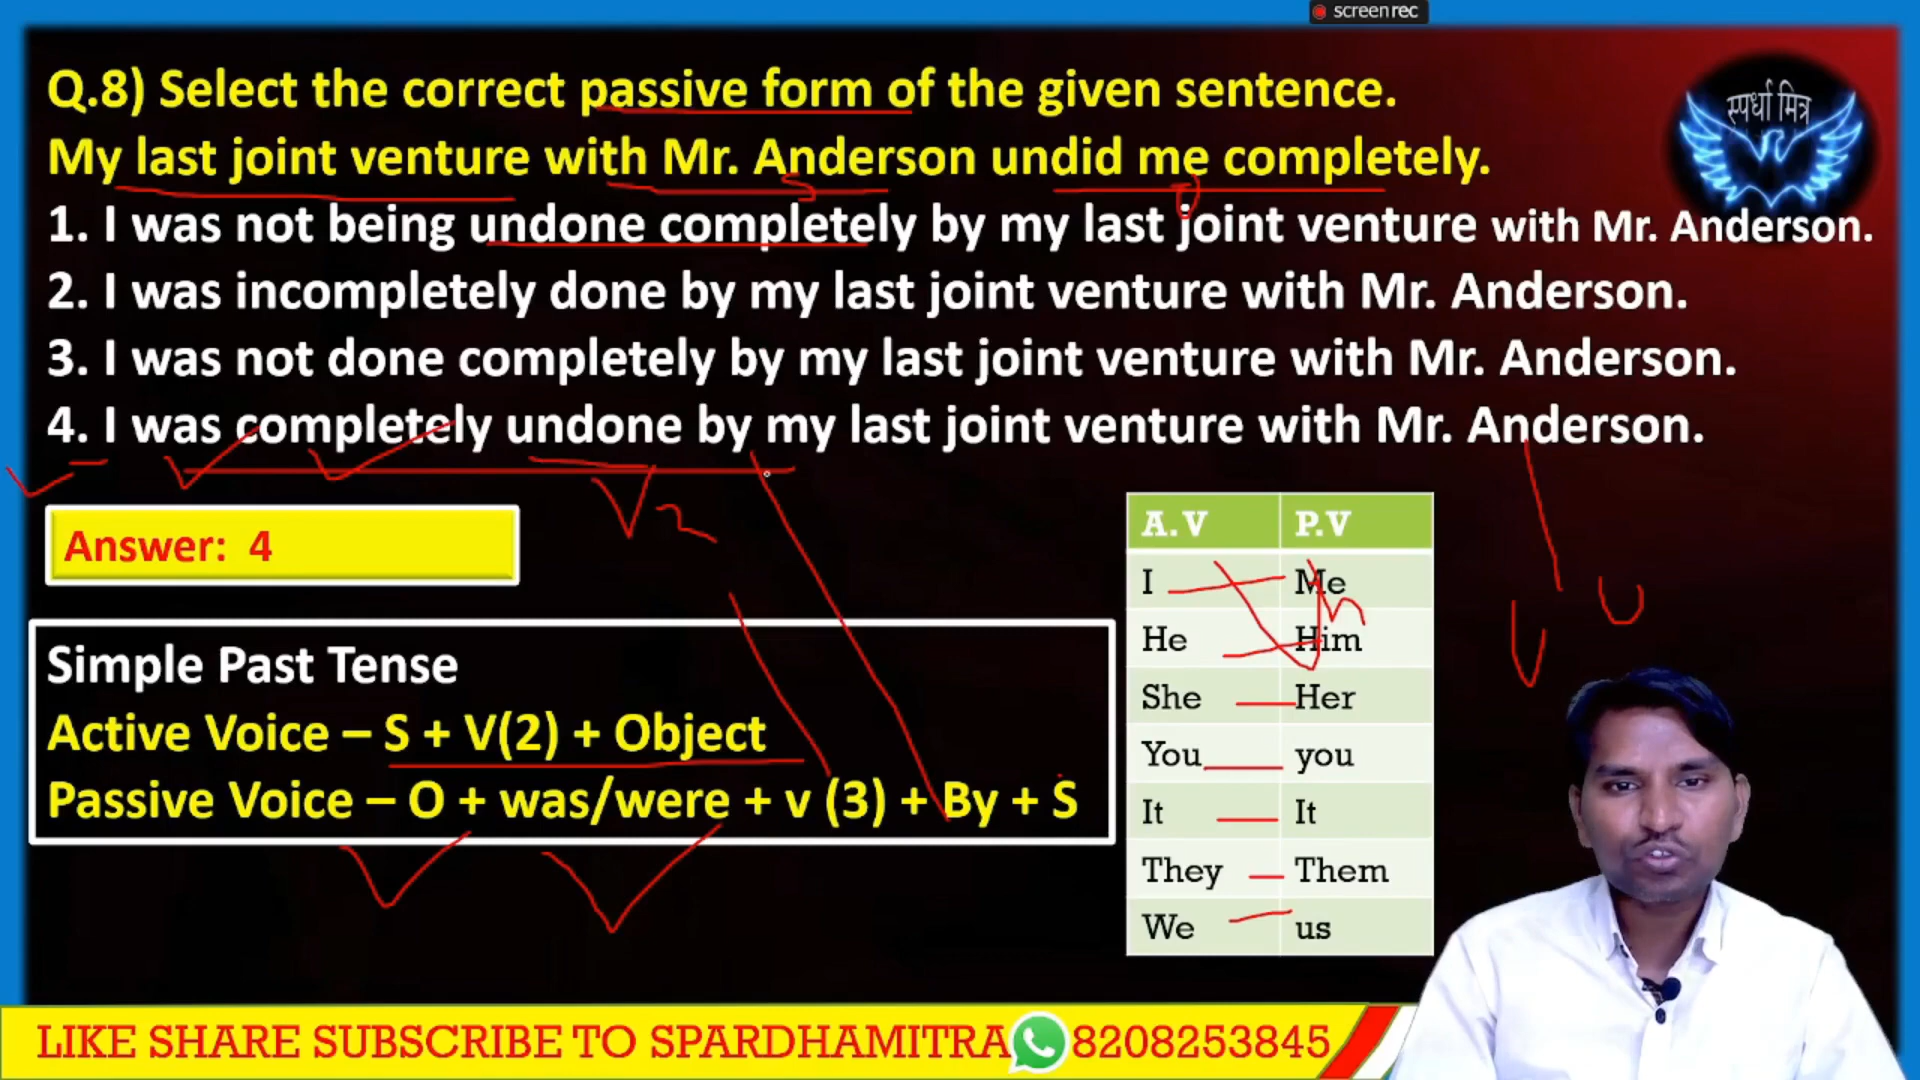 screenrec
Q.8) Select the correct passive form of the given sentence.
My last joint venture with Mr. Anderson undid me completely.
1. I was not being undone completely by my last joint venture with Mr. Anderson.
2. I was incompletely done by my last joint venture with Mr. Anderson.
3. I was not done completely by my last joint venture with Mr. Anderson.
4. I was completely undone by my last joint venture with Mr. Anderson.
स्पर्धा मित्र
Answer: 4
Simple Past Tense
Active Voice – S + V(2) + Object
Passive Voice – O + was/were + v (3) + By + S
A.V P.V
I Me
He Him
She Her
You you
It It
They Them
We us
LIKE SHARE SUBSCRIBE TO SPARDHAMITRA 8208253845